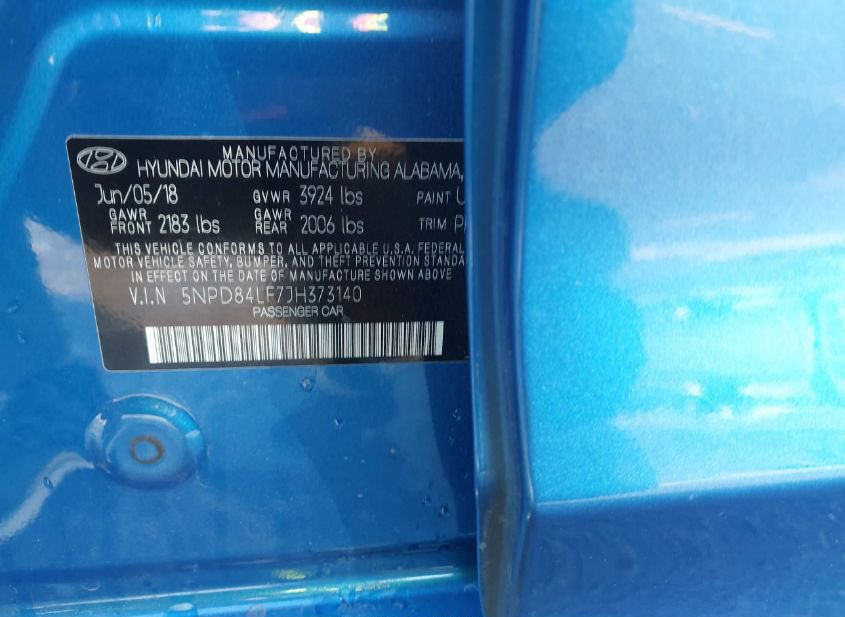 MANUFACTURED BY
HYUNDAI MOTOR MANUFACTURING ALABAMA,
Jun/05/18 GVWR 3924 lbs PAINT
GAWR FRONT 2183 lbs GAWR REAR 2006 lbs TRIM
THIS VEHICLE CONFORMS TO ALL APPLICABLE U.S.A. FEDERAL
MOTOR VEHICLE SAFETY, BUMPER, AND THEFT PREVENTION
IN EFFECT ON THE DATE OF MANUFACTURE SHOWN ABOVE
V.I.N 5NPD84LF7JH373140
PASSENGER CAR